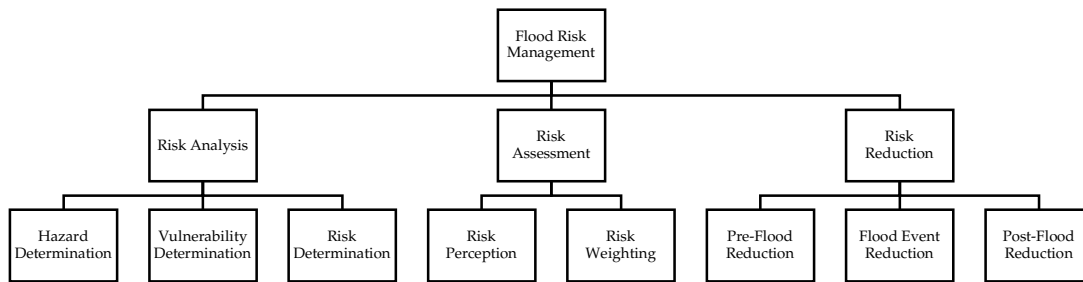 Flood Risk
Management
Risk Analysis
Risk
Assessment
Risk
Reduction
Hazard
Determination
Vulnerability
Determination
Risk
Determination
Risk
Perception
Risk
Weighting
Pre-Flood
Reduction
Flood Event
Reduction
Post-Flood
Reduction